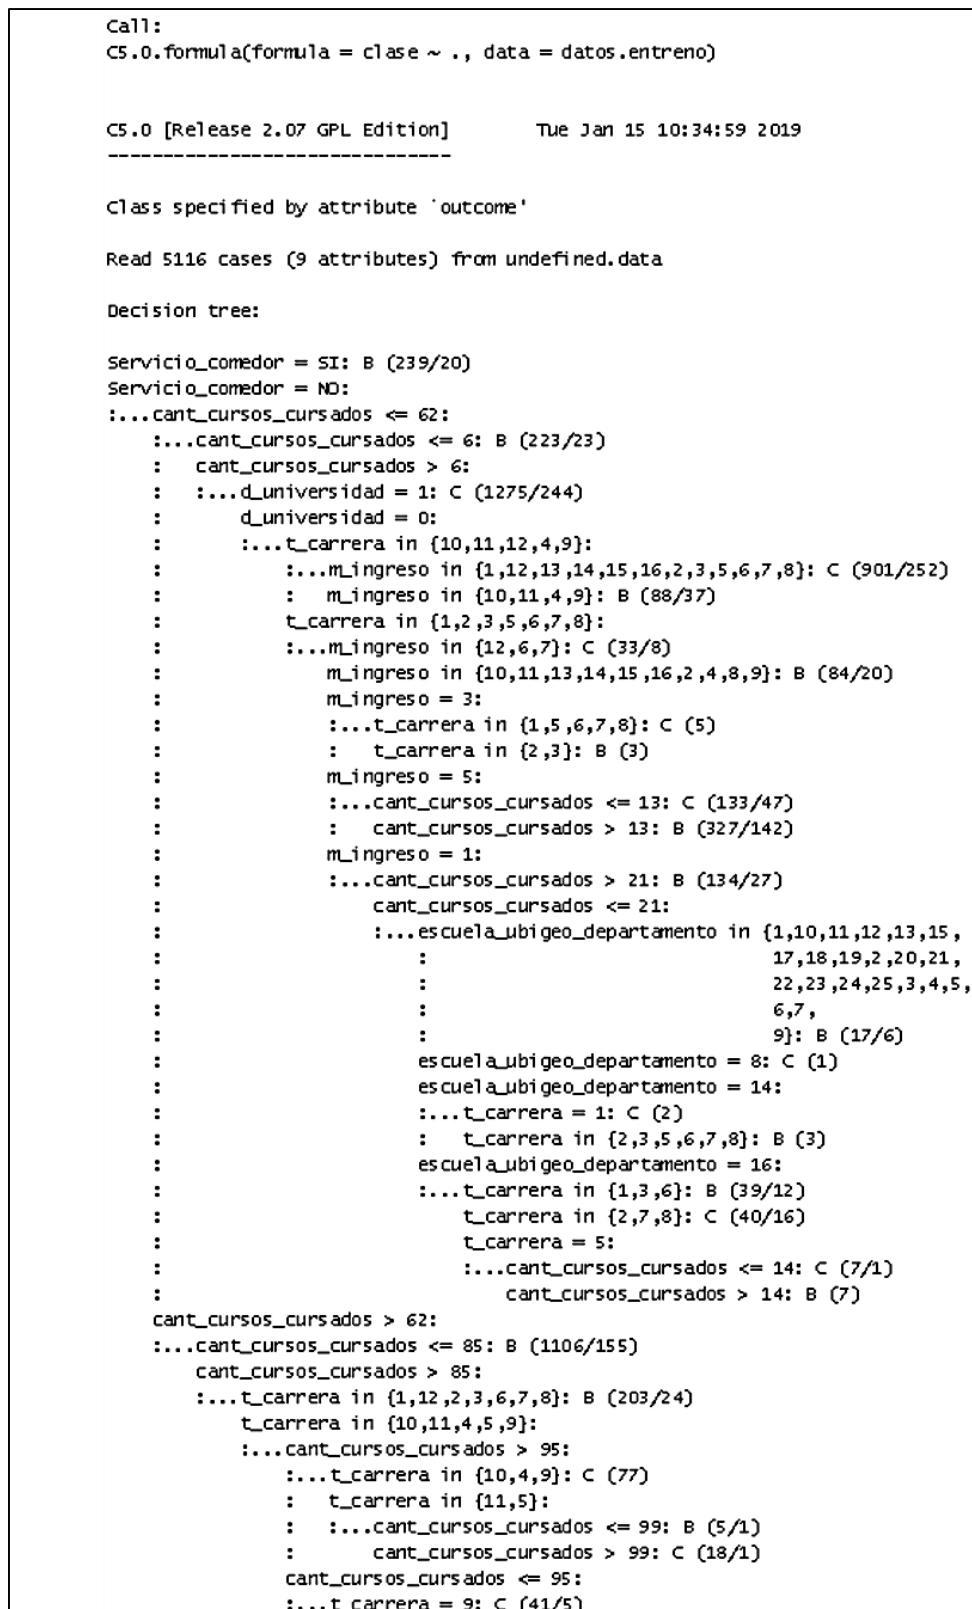 Call:
C5.0.formula(formula = clase ~ ., data = datos.entreno)
C5.0 [Release 2.07 GPL Edition]         Tue Jan 15 10:34:59 2019
-------------------------------
Class specified by attribute `outcome'
Read 5116 cases (9 attributes) from undefined.data
Decision tree:
Servicio_comedor = SI: B (239/20)
Servicio_comedor = NO:
:...cant_cursos_cursados <= 62:
    :...cant_cursos_cursados <= 6: B (223/23)
    :   cant_cursos_cursados > 6:
    :   :...d_universidad = 1: C (1275/244)
    :       d_universidad = 0:
    :       :...t_carrera in {10,11,12,4,9}:
    :           :...m_ingreso in {1,12,13,14,15,16,2,3,5,6,7,8}: C (901/252)
    :           :   m_ingreso in {10,11,4,9}: B (88/37)
    :           t_carrera in {1,2,3,5,6,7,8}:
    :           :...m_ingreso in {12,6,7}: C (33/8)
    :               m_ingreso in {10,11,13,14,15,16,2,4,8,9}: B (84/20)
    :               m_ingreso = 3:
    :               :...t_carrera in {1,5,6,7,8}: C (5)
    :               :   t_carrera in {2,3}: B (3)
    :               m_ingreso = 5:
    :               :...cant_cursos_cursados <= 13: C (133/47)
    :               :   cant_cursos_cursados > 13: B (327/142)
    :               m_ingreso = 1:
    :               :...cant_cursos_cursados > 21: B (134/27)
    :                   cant_cursos_cursados <= 21:
    :                   :...escuela_ubigeo_departamento in {1,10,11,12,13,15,
    :                       :                               17,18,19,2,20,21,
    :                       :                               22,23,24,25,3,4,5,
    :                       :                               6,7,
    :                       :                               9}: B (17/6)
    :                       escuela_ubigeo_departamento = 8: C (1)
    :                       escuela_ubigeo_departamento = 14:
    :                       :...t_carrera = 1: C (2)
    :                       :   t_carrera in {2,3,5,6,7,8}: B (3)
    :                       escuela_ubigeo_departamento = 16:
    :                       :...t_carrera in {1,3,6}: B (39/12)
    :                           t_carrera in {2,7,8}: C (40/16)
    :                           t_carrera = 5:
    :                           :...cant_cursos_cursados <= 14: C (7/1)
    :                               cant_cursos_cursados > 14: B (7)
    cant_cursos_cursados > 62:
    :...cant_cursos_cursados <= 85: B (1106/155)
        cant_cursos_cursados > 85:
        :...t_carrera in {1,12,2,3,6,7,8}: B (203/24)
            t_carrera in {10,11,4,5,9}:
            :...cant_cursos_cursados > 95:
                :...t_carrera in {10,4,9}: C (77)
                :   t_carrera in {11,5}:
                :   :...cant_cursos_cursados <= 99: B (5/1)
                :       cant_cursos_cursados > 99: C (18/1)
                cant_cursos_cursados <= 95:
                :...t_carrera = 9: C (41/5)